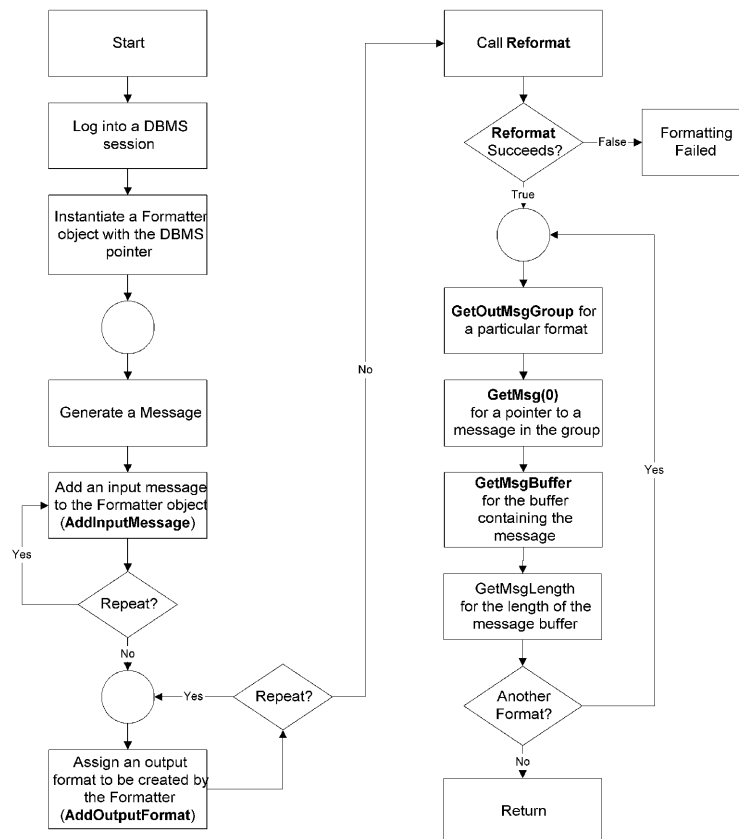 Start
Log into a DBMS
session
Instantiate a Formatter
object with the DBMS
pointer
Generate a Message
Add an input message
to the Formatter object
(AddInputMessage)
Yes
Repeat?
No
Yes
Repeat?
Assign an output
format to be created by
the Formatter
(AddOutputFormat)
No
Call Reformat
Reformat
Succeeds?
False
Formatting
Failed
True
GetOutMsgGroup for
a particular format
GetMsg(0)
for a pointer to a
message in the group
Yes
GetMsgBuffer
for the buffer
containing the
message
GetMsgLength
for the length of the
message buffer
Another
Format?
No
Return